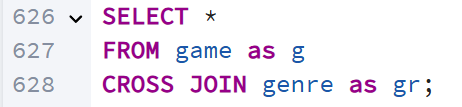 626 SELECT *
627 FROM game as g
628 CROSS JOIN genre as gr;